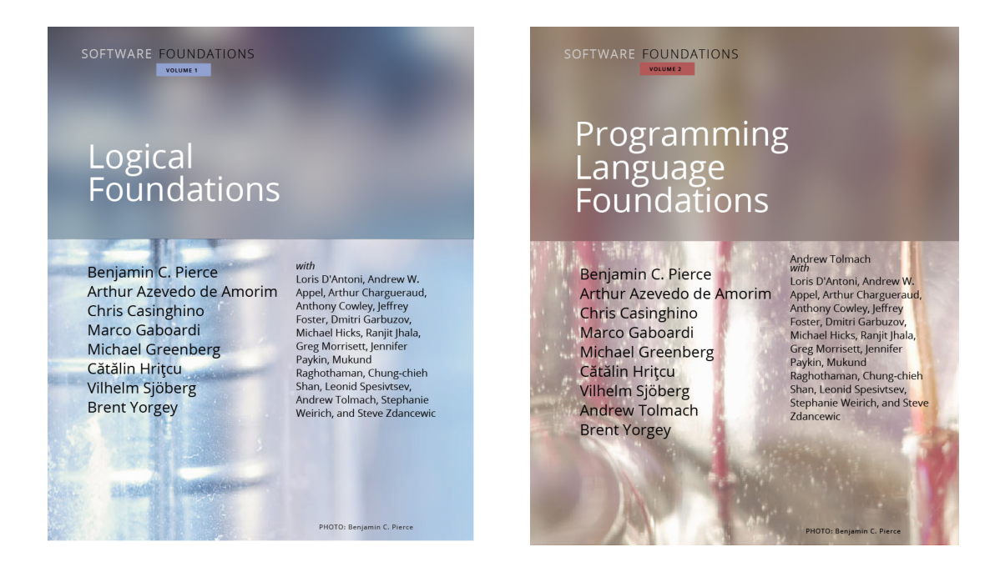 SOFTWARE FOUNDATIONS
VOLUME 1
Logical
Foundations
Benjamin C. Pierce
Arthur Azevedo de Amorim
Chris Casinghino
Marco Gaboardi
Michael Greenberg
Cătălin Hriţcu
Vilhelm Sjöberg
Brent Yorgey
with
Loris D'Antoni, Andrew W.
Appel, Arthur Chargueraud,
Anthony Cowley, Jeffrey
Foster, Dmitri Garbuzov,
Michael Hicks, Ranjit Jhala,
Greg Morrisett, Jennifer
Paykin, Mukund
Raghothaman, Chung-chieh
Shan, Leonid Spesivtsev,
Andrew Tolmach, Stephanie
Weirich, and Steve Zdancewic
PHOTO: Benjamin C. Pierce
SOFTWARE FOUNDATIONS
VOLUME 2
Programming
Language
Foundations
Benjamin C. Pierce
Arthur Azevedo de Amorim
Chris Casinghino
Marco Gaboardi
Michael Greenberg
Cătălin Hriţcu
Vilhelm Sjöberg
Andrew Tolmach
Brent Yorgey
Andrew Tolmach
with
Loris D'Antoni, Andrew W.
Appel, Arthur Chargueraud,
Anthony Cowley, Jeffrey
Foster, Dmitri Garbuzov,
Michael Hicks, Ranjit Jhala,
Greg Morrisett, Jennifer
Paykin, Mukund
Raghothaman, Chung-chieh
Shan, Leonid Spesivtsev,
Stephanie Weirich, and Steve
Zdancewic
PHOTO: Benjamin C. Pierce